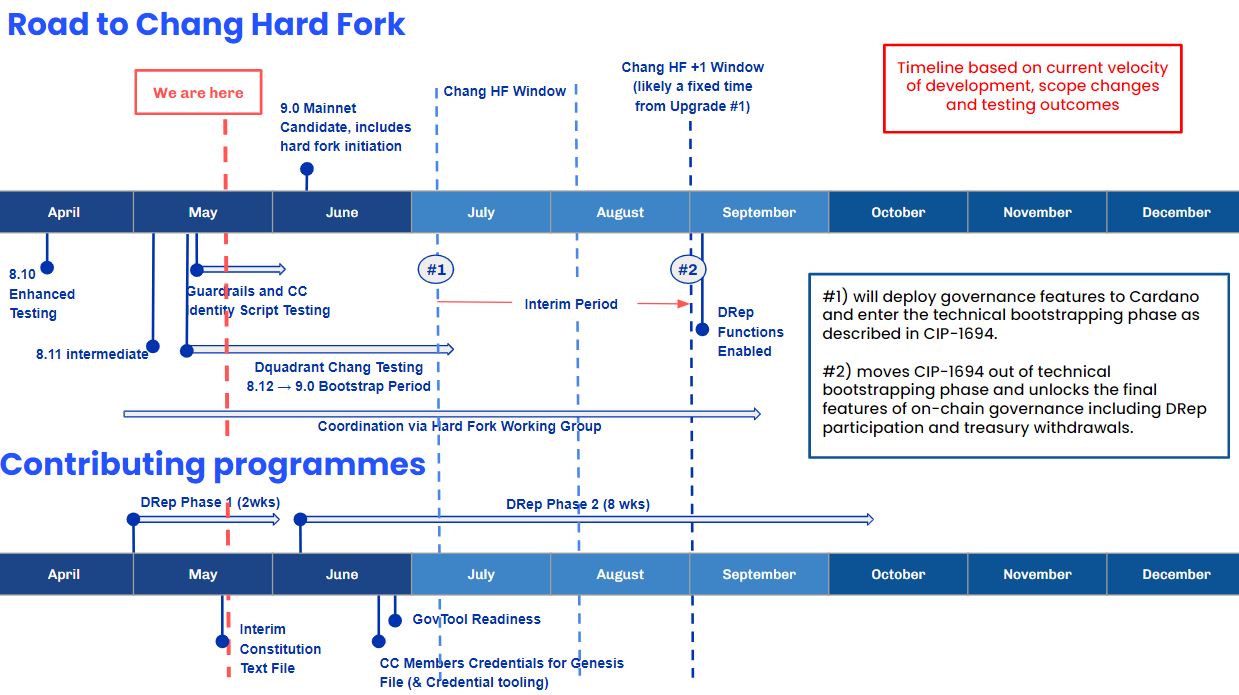 Road to Chang Hard Fork
We are here
9.0 Mainnet
Candidate, includes
hard fork initiation
Chang HF Window
Chang HF +1 Window
(likely a fixed time
from Upgrade #1)
Timeline based on current velocity
of development, scope changes
and testing outcomes
April
May
June
July
August
September
October
November
December
8.10
Enhanced
Testing
8.11 intermediate
Guardrails and CC
Identity Script Testing
Dquadrant Chang Testing
8.12 → 9.0 Bootstrap Period
Coordination via Hard Fork Working Group
#1
Interim Period
#2
DRep
Functions
Enabled
#1) will deploy governance features to Cardano
and enter the technical bootstrapping phase as
described in CIP-1694.
#2) moves CIP-1694 out of technical
bootstrapping phase and unlocks the final
features of on-chain governance including DRep
participation and treasury withdrawals.
Contributing programmes
DRep Phase 1 (2wks)
DRep Phase 2 (8 wks)
April
May
June
July
August
September
October
November
December
Interim
Constitution
Text File
GovTool Readiness
CC Members Credentials for Genesis
File (& Credential tooling)